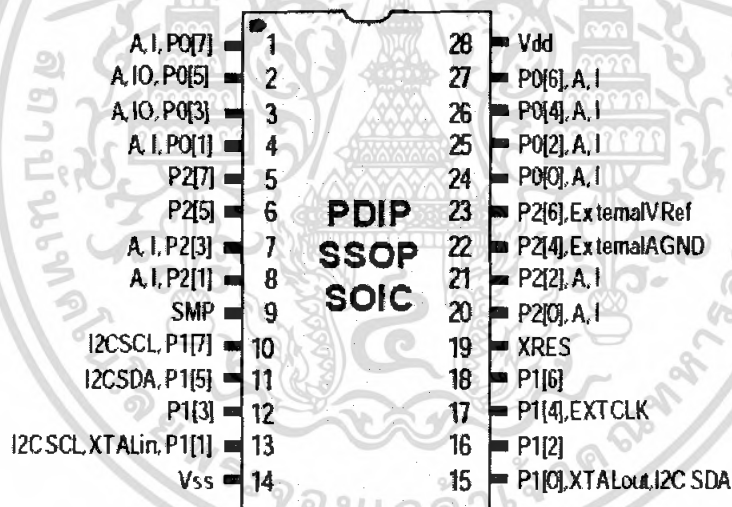 A, I, P0[7] 1 28 Vdd
A, IO, P0[5] 2 27 P0[6], A, I
A, IO, P0[3] 3 26 P0[4], A, I
A, I, P0[1] 4 25 P0[2], A, I
P2[7] 5 24 P0[0], A, I
P2[5] 6 PDIP 23 P2[6], ExternalVRef
A, I, P2[3] 7 SSOP 22 P2[4], ExternalAGND
A, I, P2[1] 8 SOIC 21 P2[2], A, I
SMP 9 20 P2[0], A, I
I2CSCL, P1[7] 10 19 XRES
I2CSDA, P1[5] 11 18 P1[6]
P1[3] 12 17 P1[4], EXTCLK
I2CSCL, XTALin, P1[1] 13 16 P1[2]
Vss 14 15 P1[0], XTALout, I2C SDA